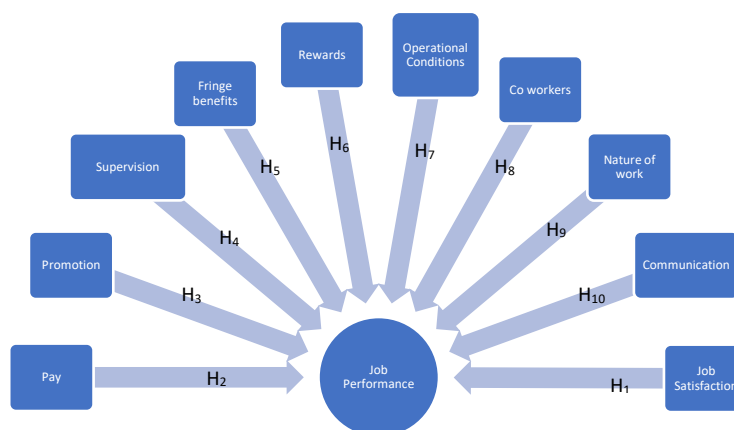 Operational
Conditions
Rewards
Co workers
Fringe
benefits
H6
H7
H5
H8
Supervision
Nature of
work
H4
H9
Promotion
Communication
H3
H10
Pay
H2
Job
Performance
H1
Job
Satisfaction